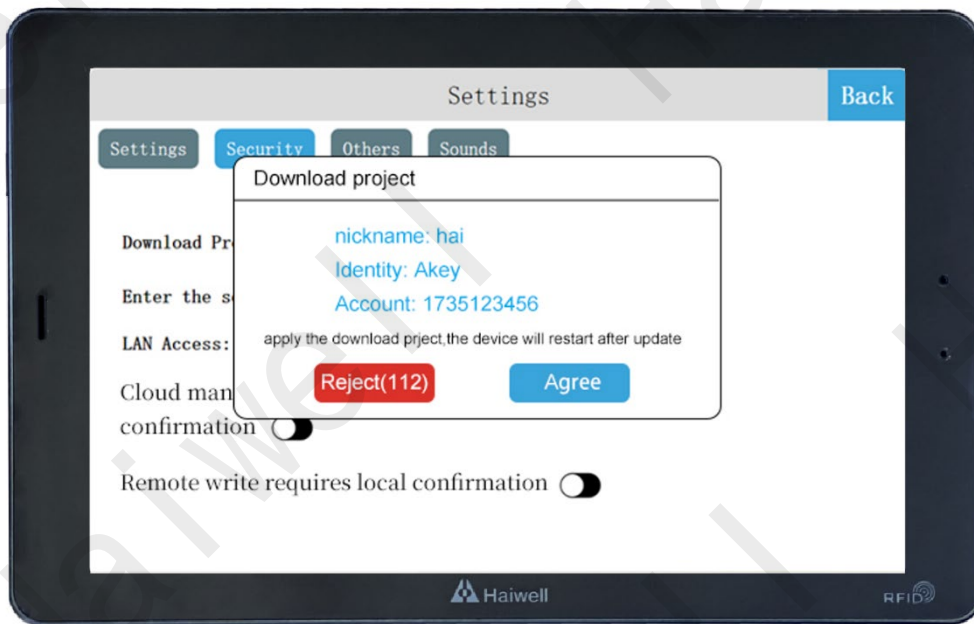 Settings
Back
Settings
Security
Others
Sounds
Download project
nickname: hai
Identity: Akey
Account: 1735123456
apply the download prject,the device will restart after update
Reject(112)
Agree
Download Pr
Enter the s
LAN Access:
Cloud man
confirmation
Remote write requires local confirmation
Haiwell
RFID